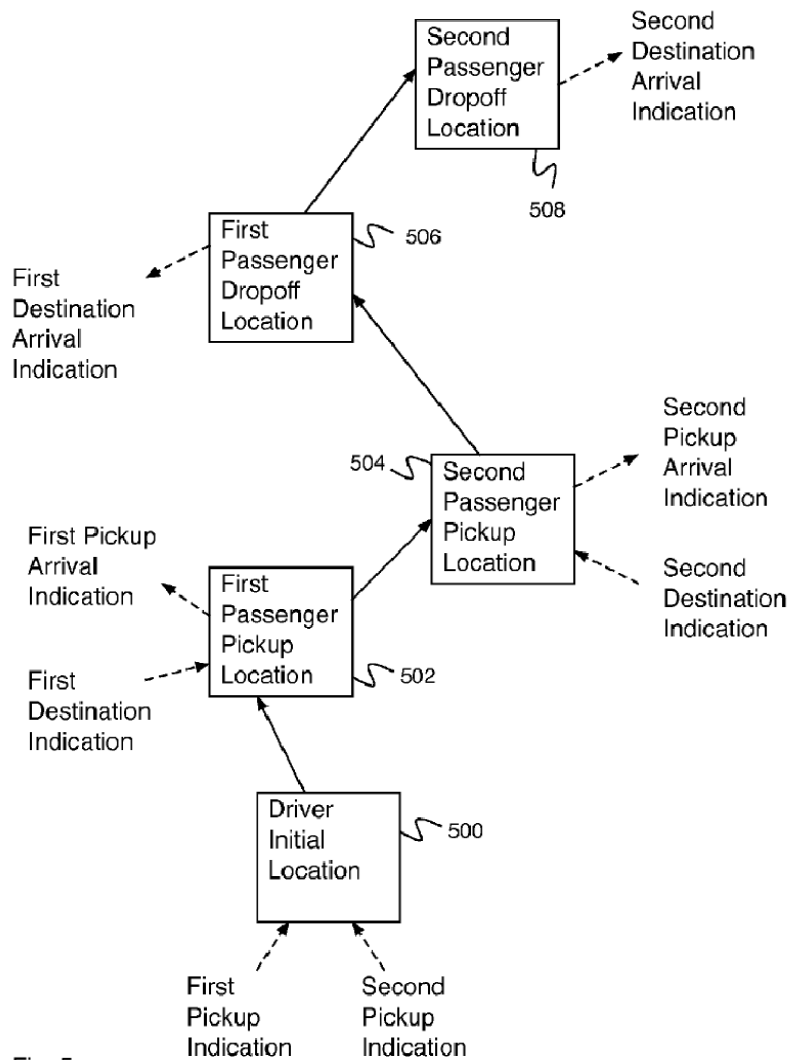 Second
Passenger
Dropoff
Location
Second
Destination
Arrival
Indication
508
First
Passenger
Dropoff
Location
506
First
Destination
Arrival
Indication
504
Second
Passenger
Pickup
Location
Second
Pickup
Arrival
Indication
Second
Destination
Indication
First Pickup
Arrival
Indication
First
Passenger
Pickup
Location
502
First
Destination
Indication
Driver
Initial
Location
500
First
Pickup
Indication
Second
Pickup
Indication